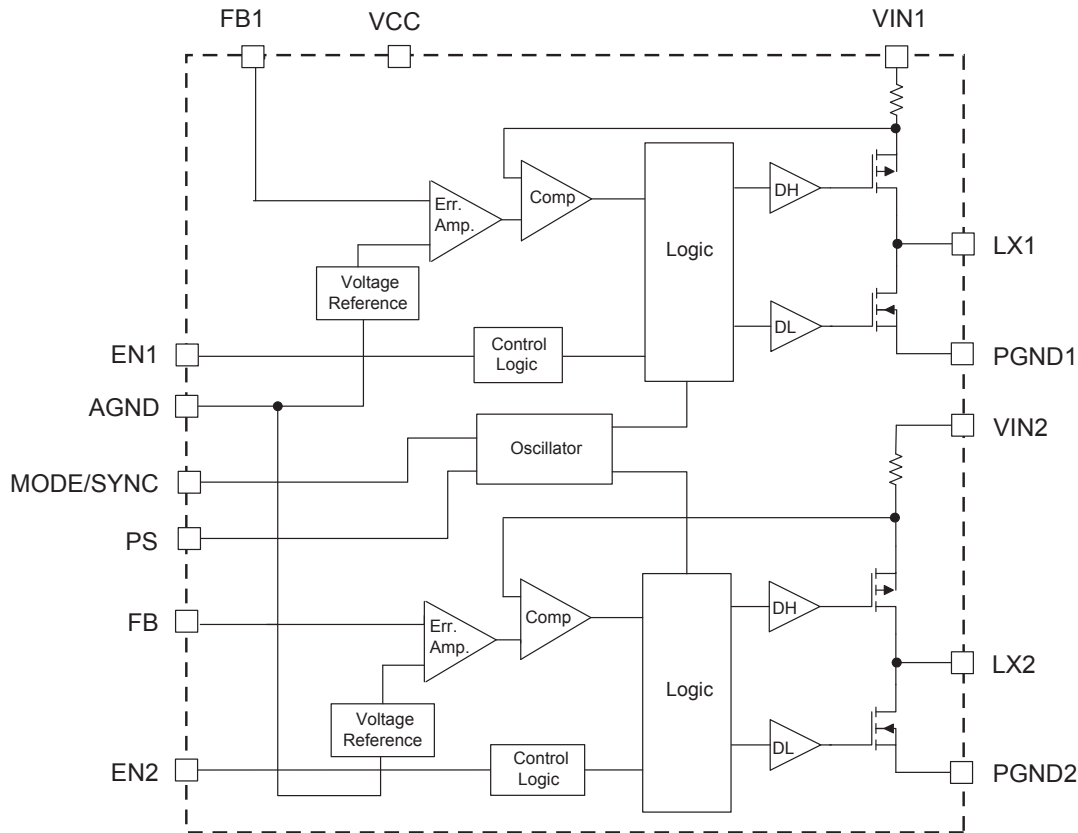 FB1
VCC
VIN1
Err.
Amp.
Comp
Logic
DH
LX1
Voltage
Reference
DL
EN1
Control
Logic
PGND1
AGND
VIN2
MODE/SYNC
Oscillator
PS
FB
Err.
Amp.
Comp
DH
Logic
LX2
Voltage
Reference
DL
EN2
Control
Logic
PGND2